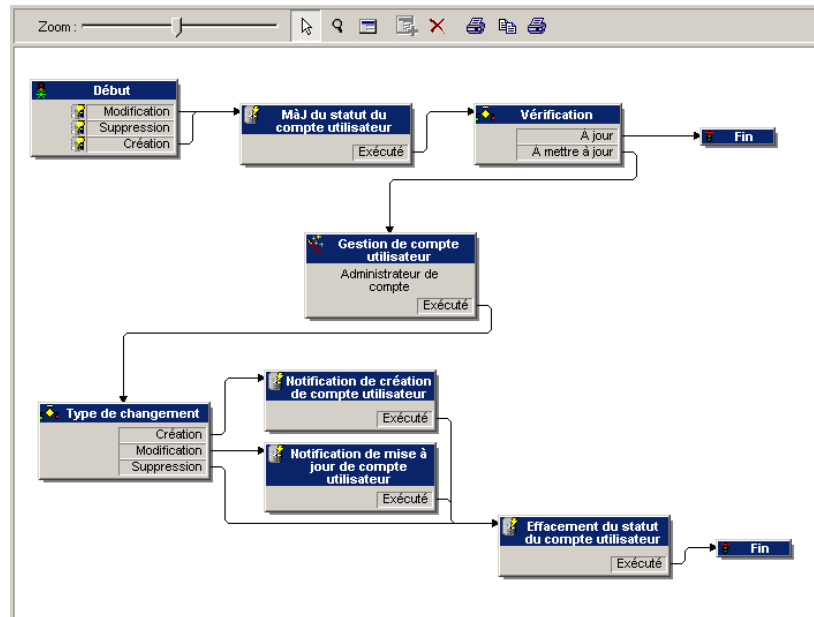 Zoom :
Début
Modification
Suppression
Création
MàJ du statut du
compte utilisateur
Exécuté
Vérification
À jour
À mettre à jour
Fin
Gestion de compte
utilisateur
Administrateur de
compte
Exécuté
Type de changement
Création
Modification
Suppression
Notification de création
de compte utilisateur
Exécuté
Notification de mise à
jour de compte
utilisateur
Exécuté
Effacement du statut
du compte utilisateur
Exécuté
Fin